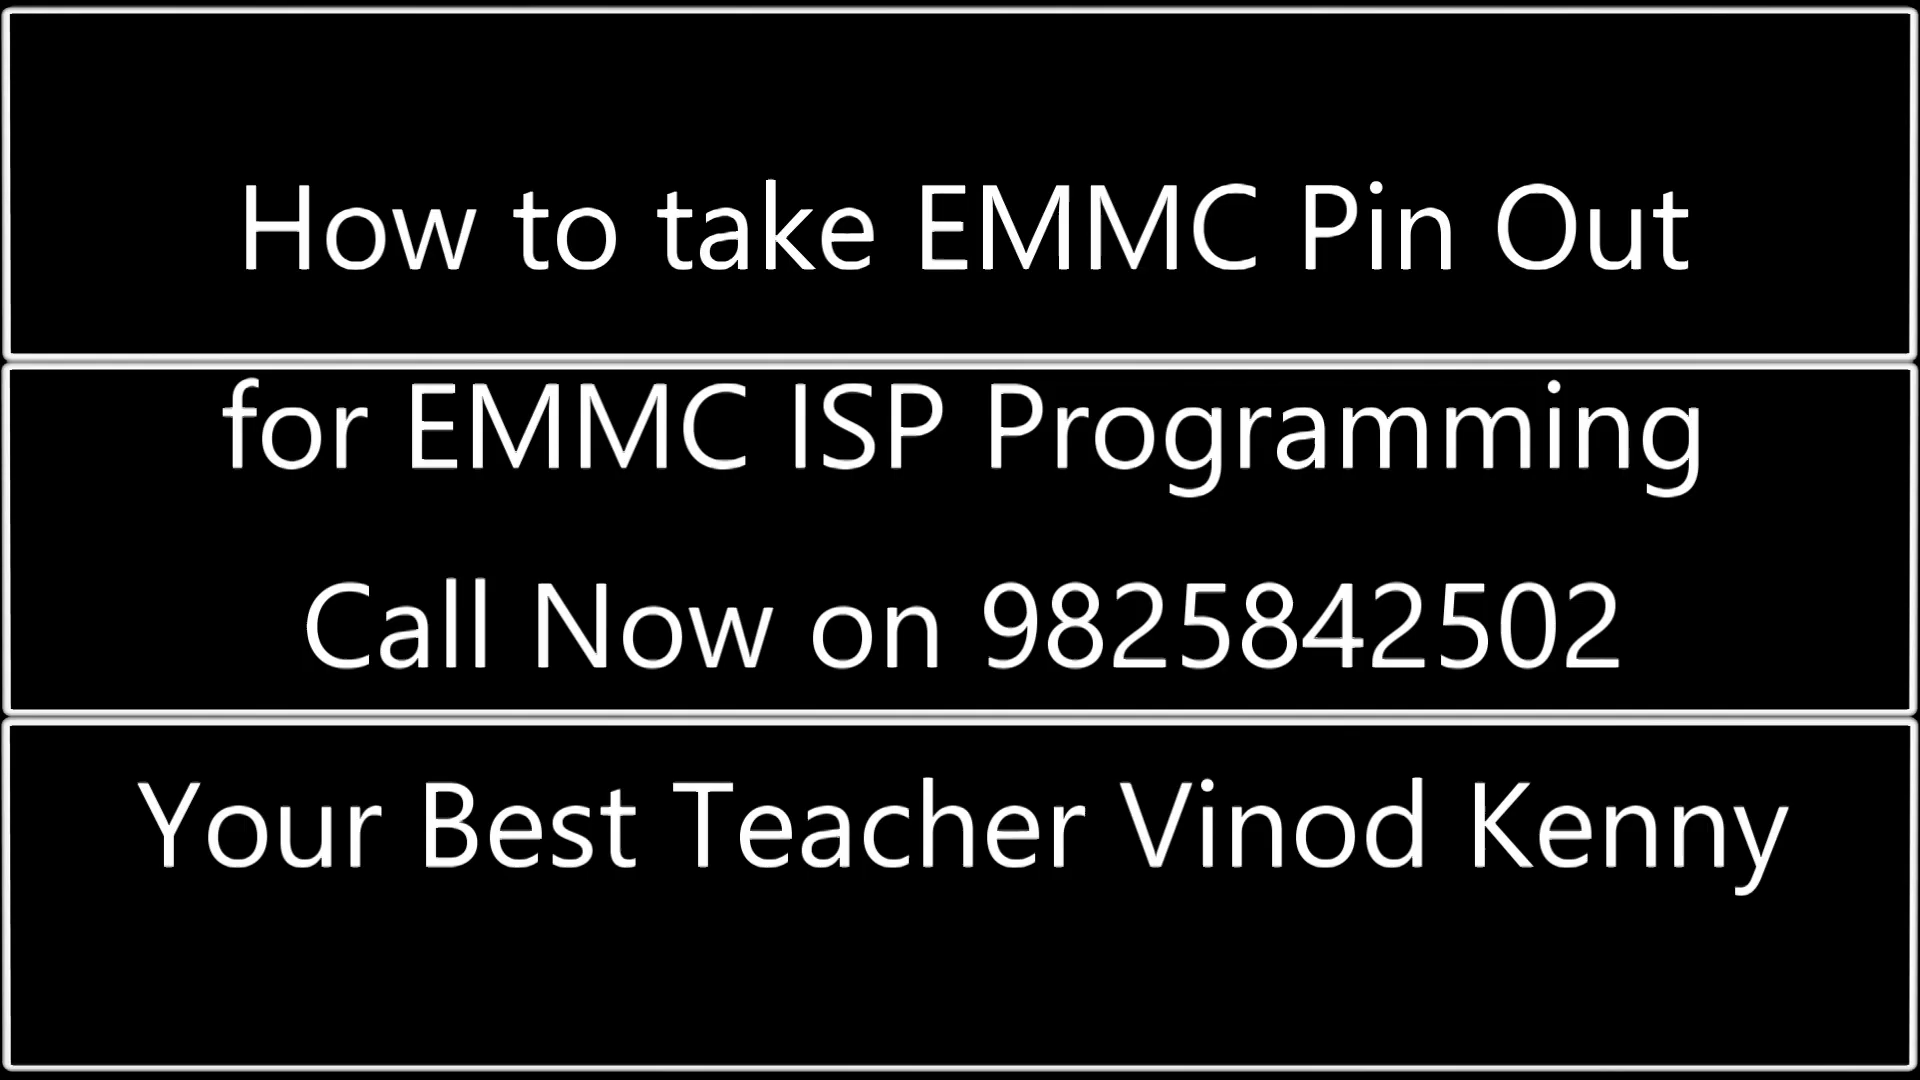 How to take EMMC Pin Out
for EMMC ISP Programming
Call Now on 9825842502
Your Best Teacher Vinod Kenny